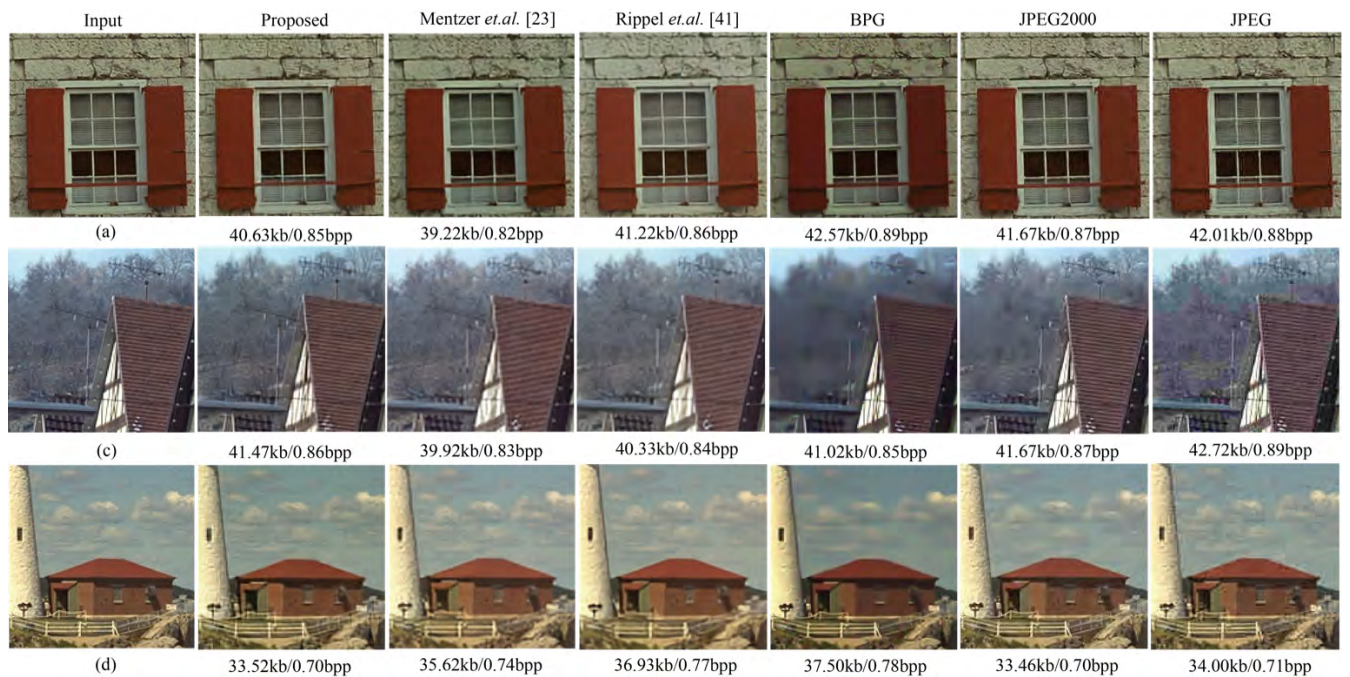 Input Proposed Mentzer et.al. [23] Rippel et.al. [41] BPG JPEG2000 JPEG
(a) 40.63kb/0.85bpp 39.22kb/0.82bpp 41.22kb/0.86bpp 42.57kb/0.89bpp 41.67kb/0.87bpp 42.01kb/0.88bpp
(c) 41.47kb/0.86bpp 39.92kb/0.83bpp 40.33kb/0.84bpp 41.02kb/0.85bpp 41.67kb/0.87bpp 42.72kb/0.89bpp
(d) 33.52kb/0.70bpp 35.62kb/0.74bpp 36.93kb/0.77bpp 37.50kb/0.78bpp 33.46kb/0.70bpp 34.00kb/0.71bpp